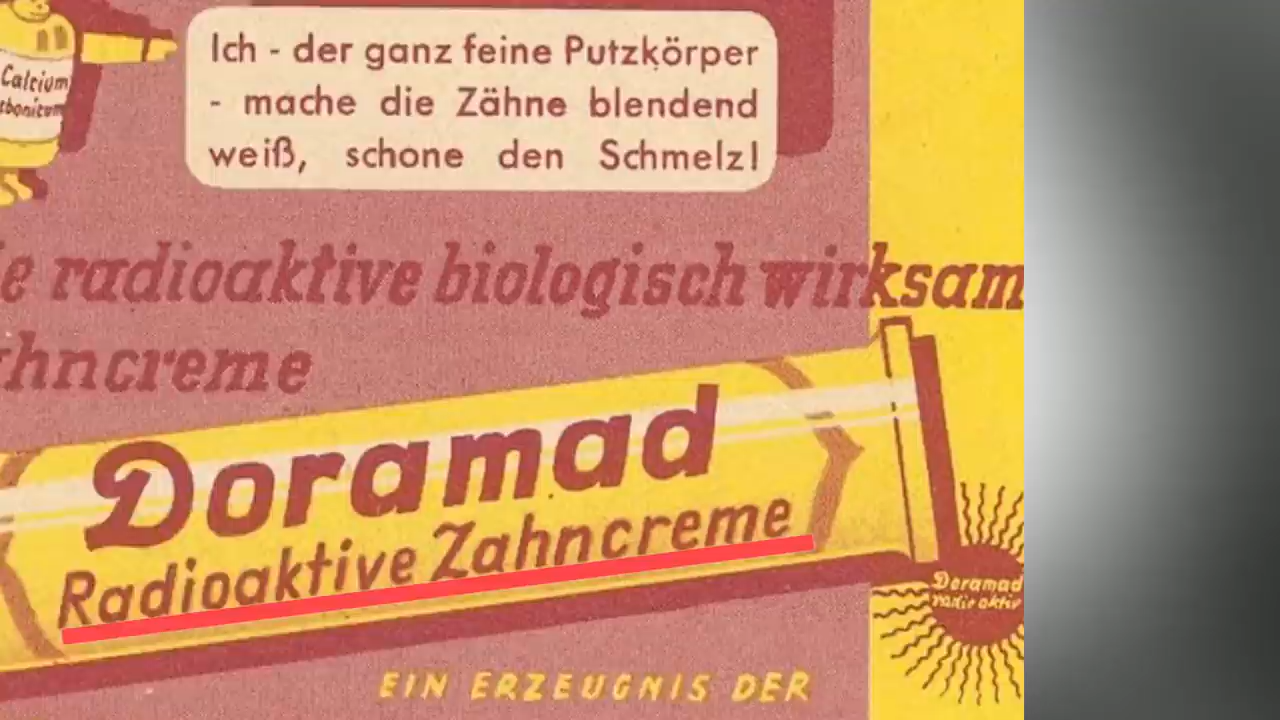 Calcium
Ich - der ganz feine Putzkörper
- mache die Zähne blendend
weiß, schone den Schmelz!
radioaktive biologisch wirksam
Doramad
Radioaktive Zahncreme
Doramad
radioaktiv
EIN ERZEUGNIS DER